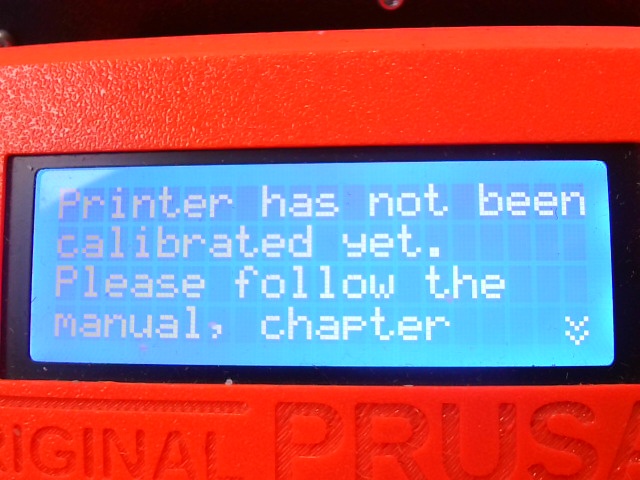 Printer has not been
calibrated yet.
Please follow the
manual, chapter
ORIGINAL PRUSA